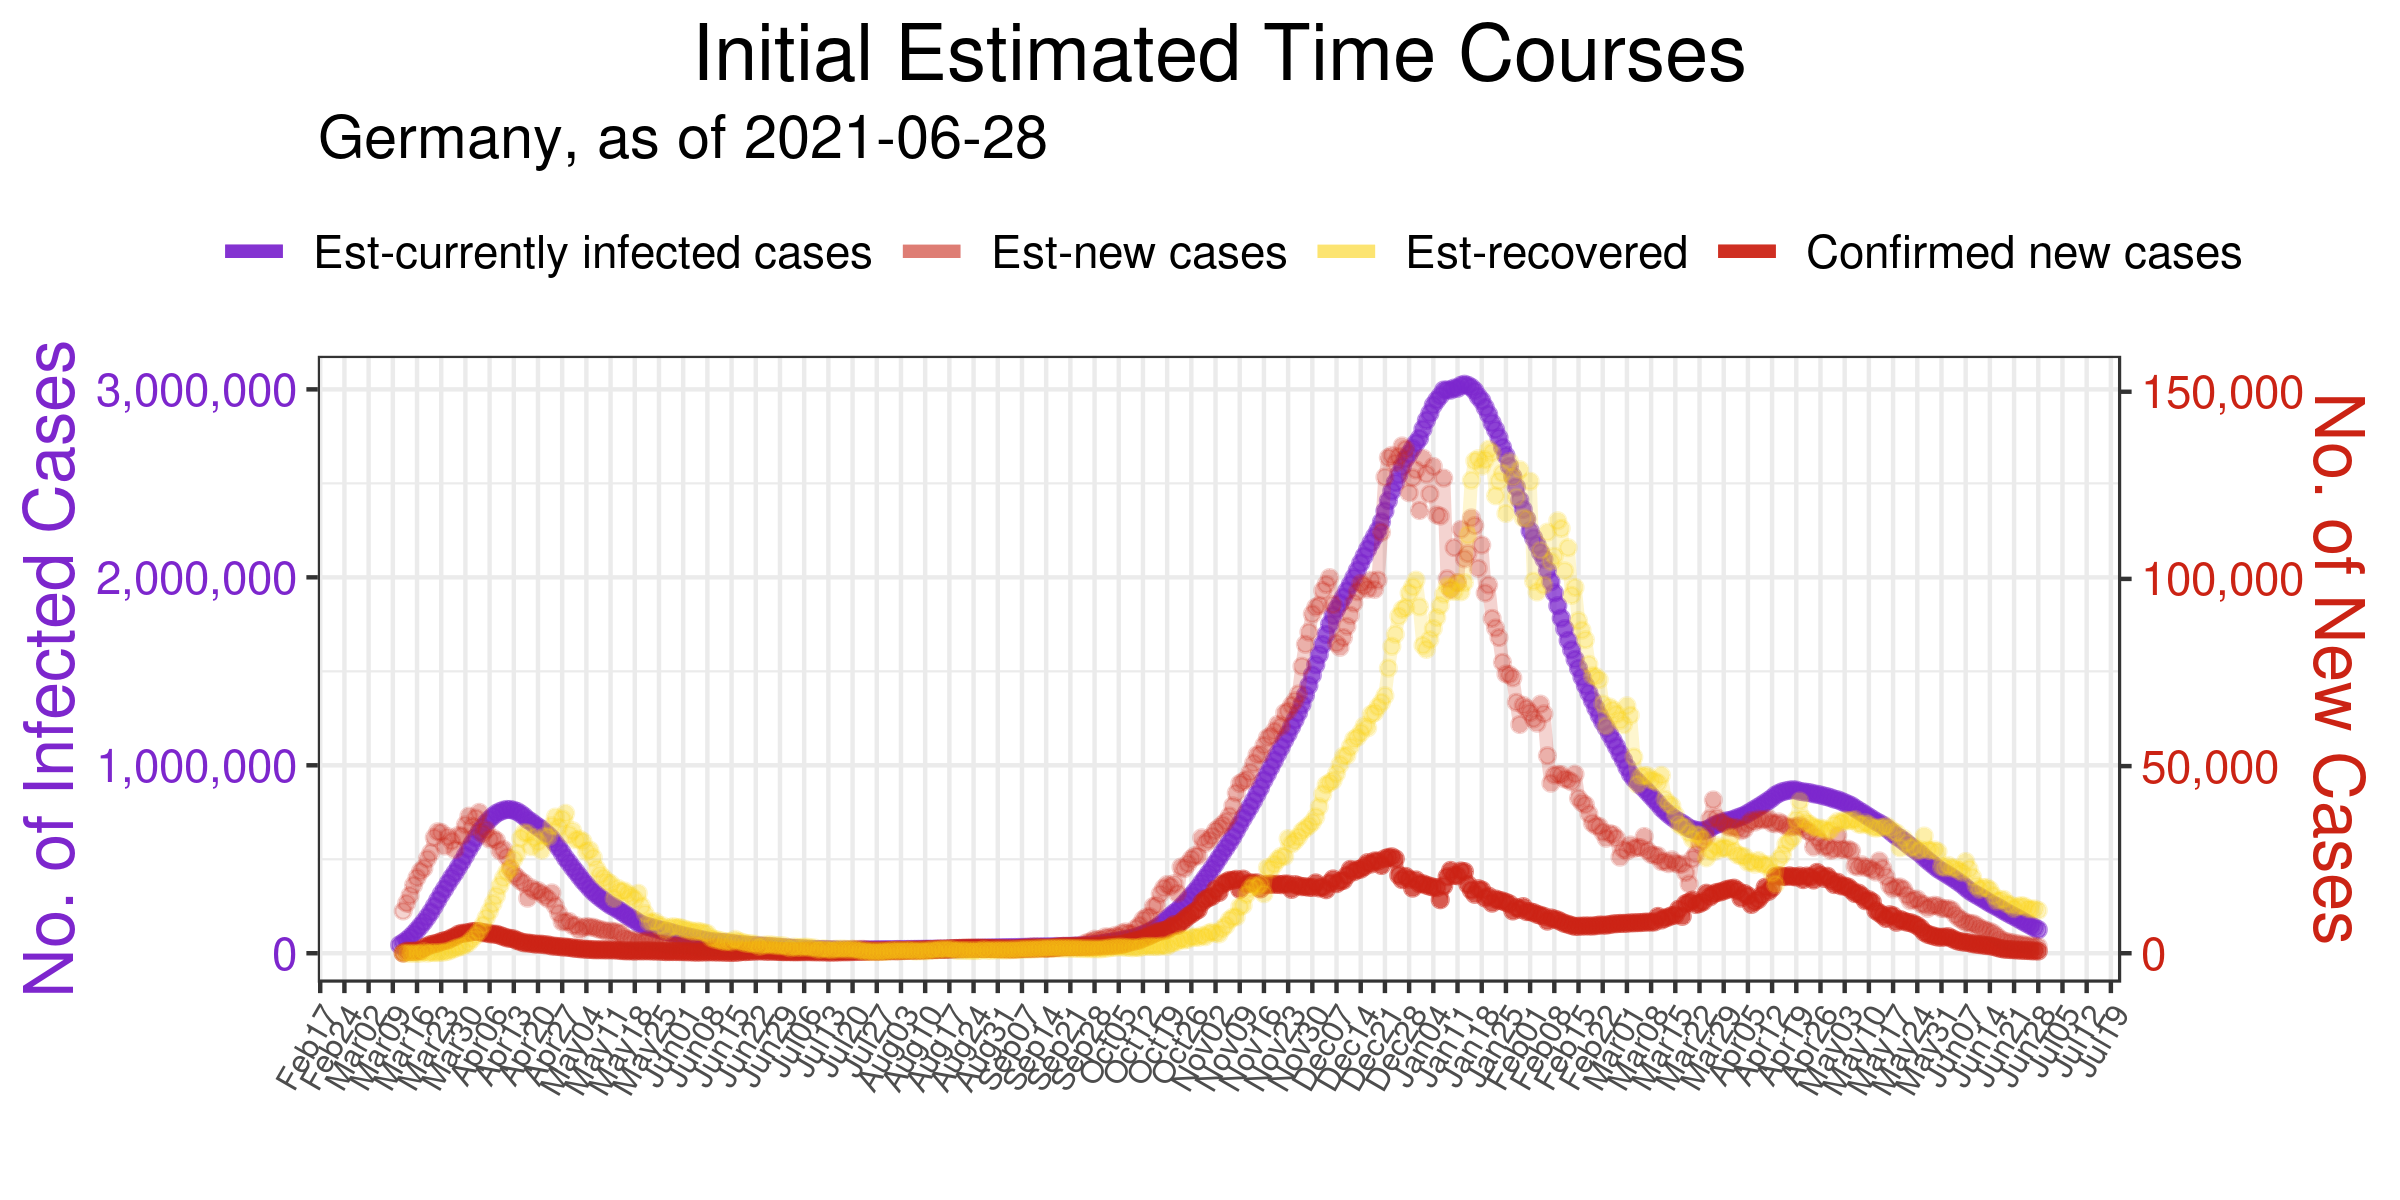 Initial Estimated Time Courses
Germany, as of 2021-06-28
Est-currently infected cases
Est-new cases
Est-recovered
Confirmed new cases
No. of Infected Cases
3,000,000
2,000,000
1,000,000
0
150,000
100,000
50,000
0
No. of New Cases
Feb17
Feb24
Mar02
Mar09
Mar16
Mar23
Mar30
Apr06
Apr13
Apr20
Apr27
May04
May11
May18
May25
Jun01
Jun08
Jun15
Jun22
Jun29
Jul06
Jul13
Jul20
Jul27
Aug03
Aug10
Aug17
Aug24
Aug31
Sep07
Sep14
Sep21
Sep28
Oct05
Oct12
Oct19
Oct26
Nov02
Nov09
Nov16
Nov23
Nov30
Dec07
Dec14
Dec21
Dec28
Jan04
Jan11
Jan18
Jan25
Feb01
Feb08
Feb15
Feb22
Mar01
Mar08
Mar15
Mar22
Mar29
Apr05
Apr12
Apr19
Apr26
May03
May10
May17
May24
May31
Jun07
Jun14
Jun21
Jun28
Jul05
Jul12
Jul19